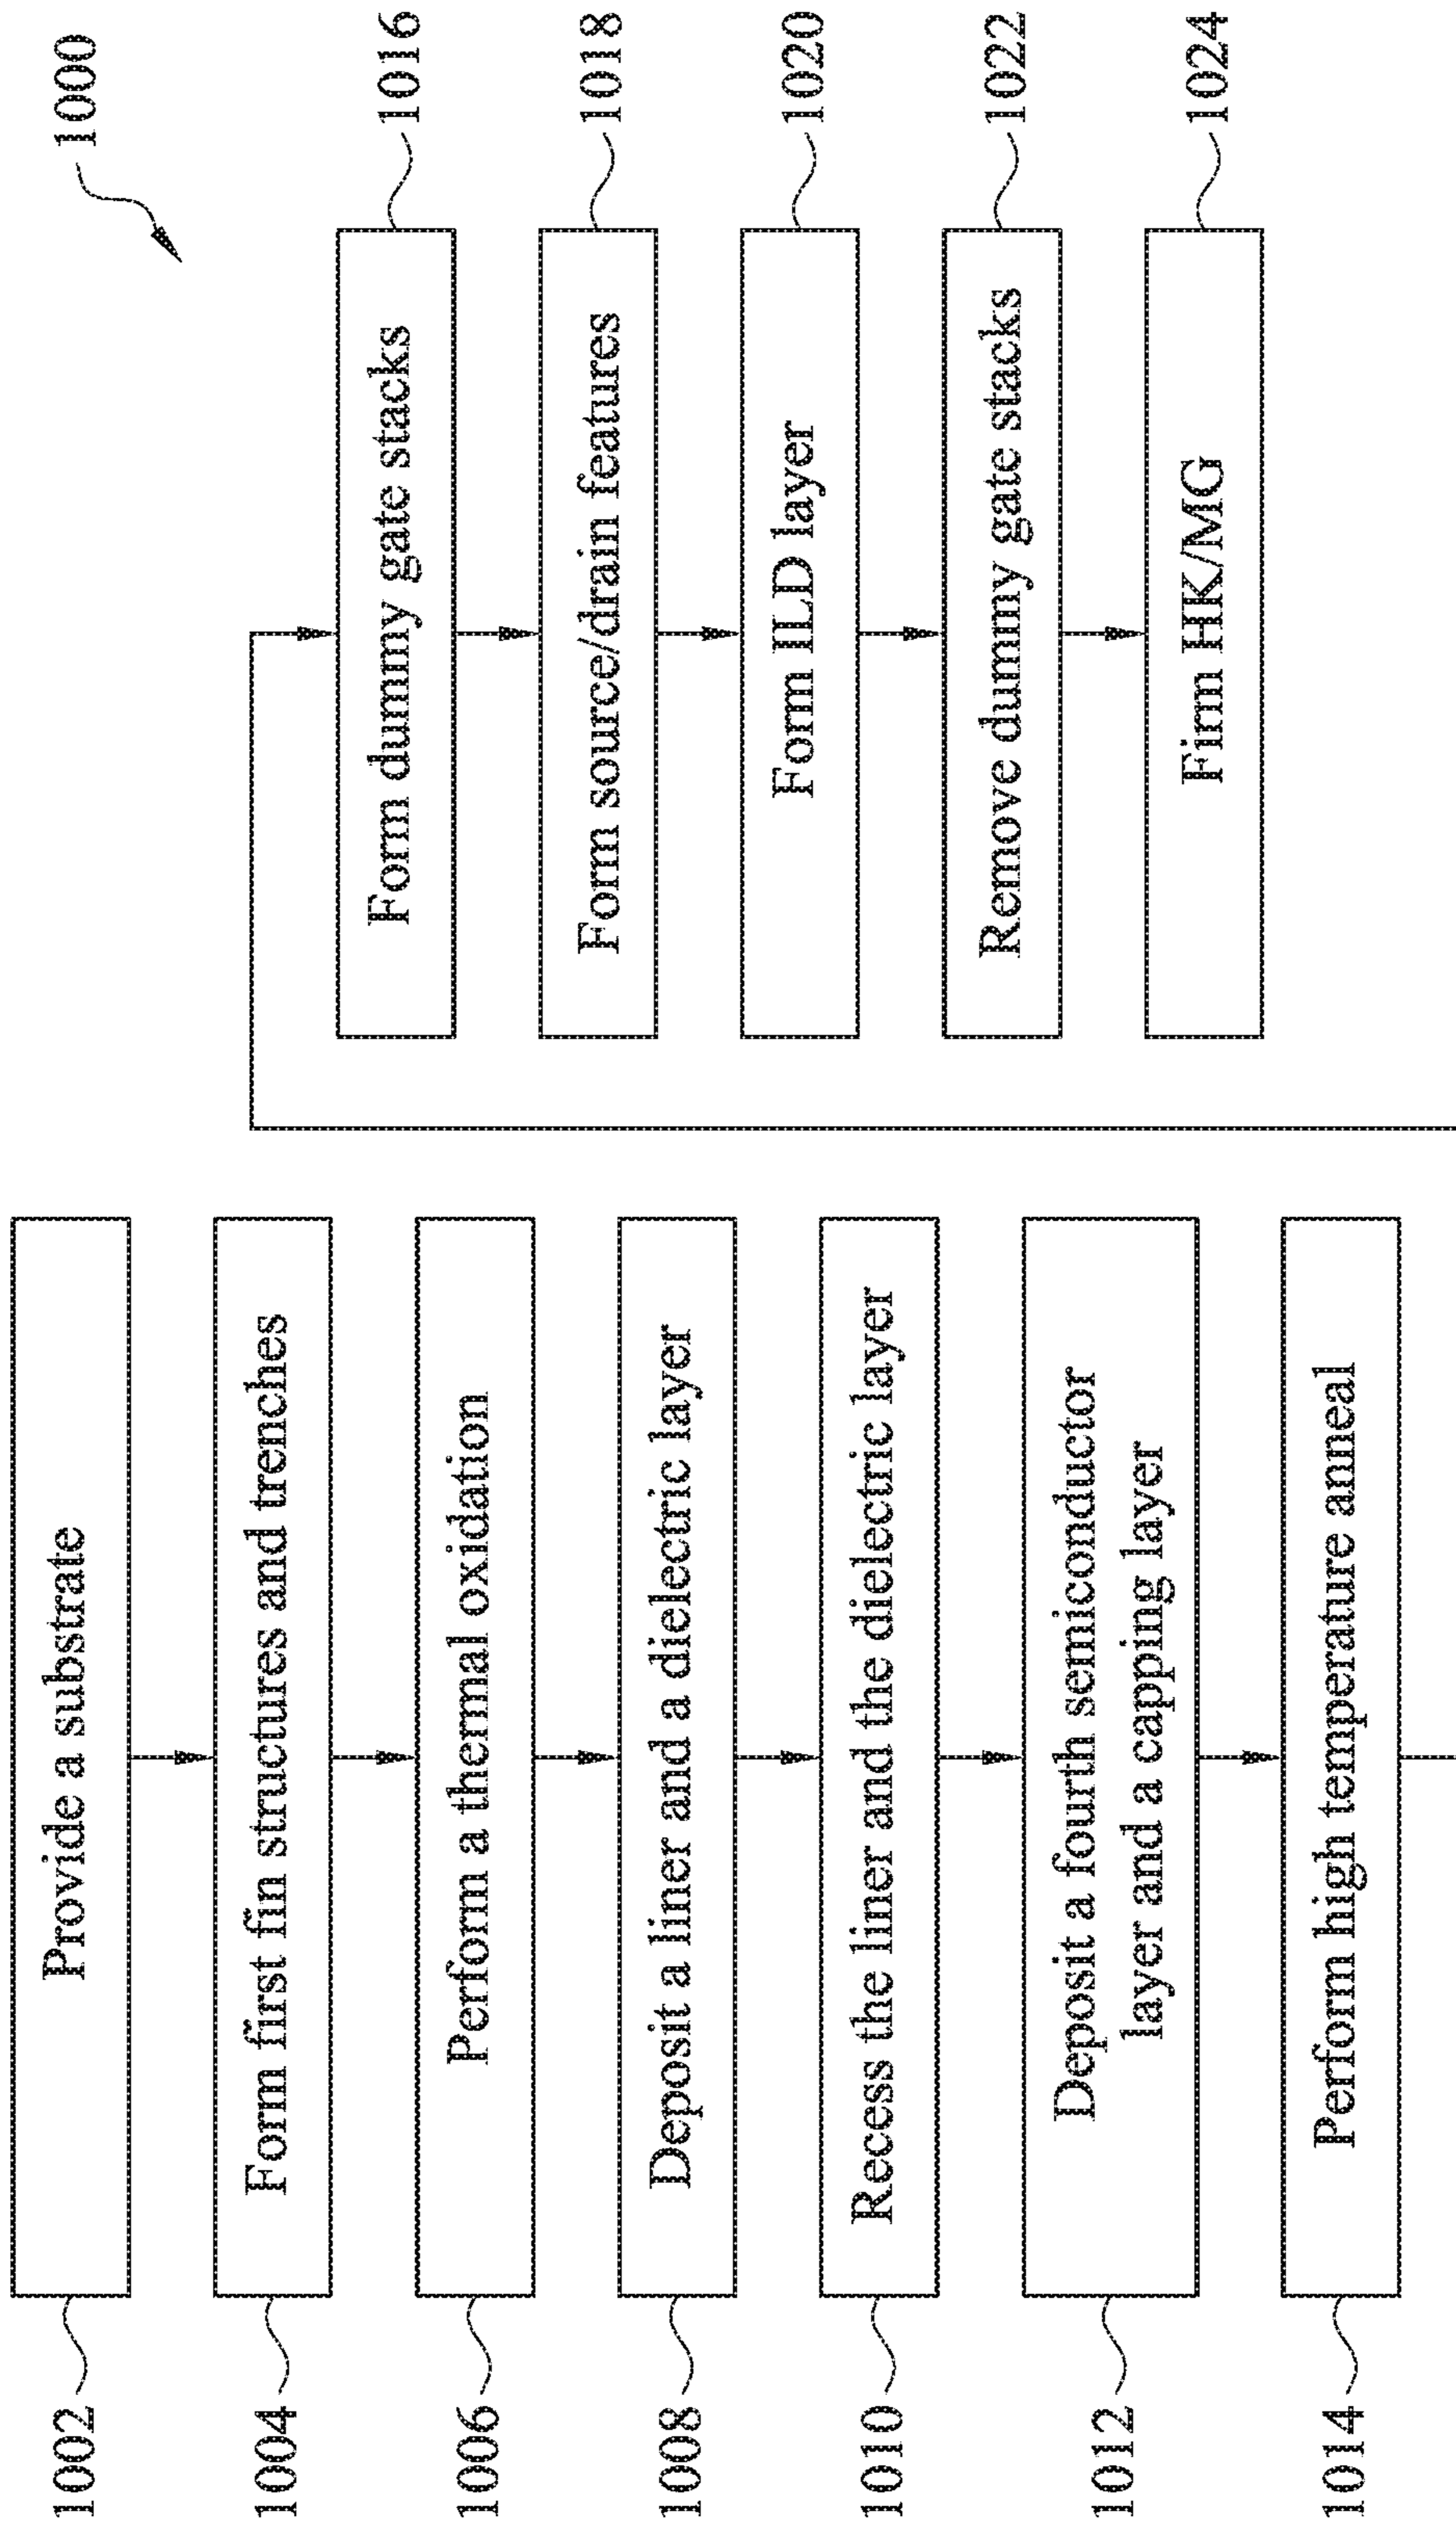 1000
1002
Provide a substrate
1004
Form first fin structures and trenches
1006
Perform a thermal oxidation
1008
Deposit a liner and a dielectric layer
1010
Recess the liner and the dielectric layer
1012
Deposit a fourth semiconductor
layer and a capping layer
1014
Perform high temperature anneal
Form dummy gate stacks
1016
Form source/drain features
1018
Form ILD layer
1020
Remove dummy gate stacks
1022
Firm HK/MG
1024